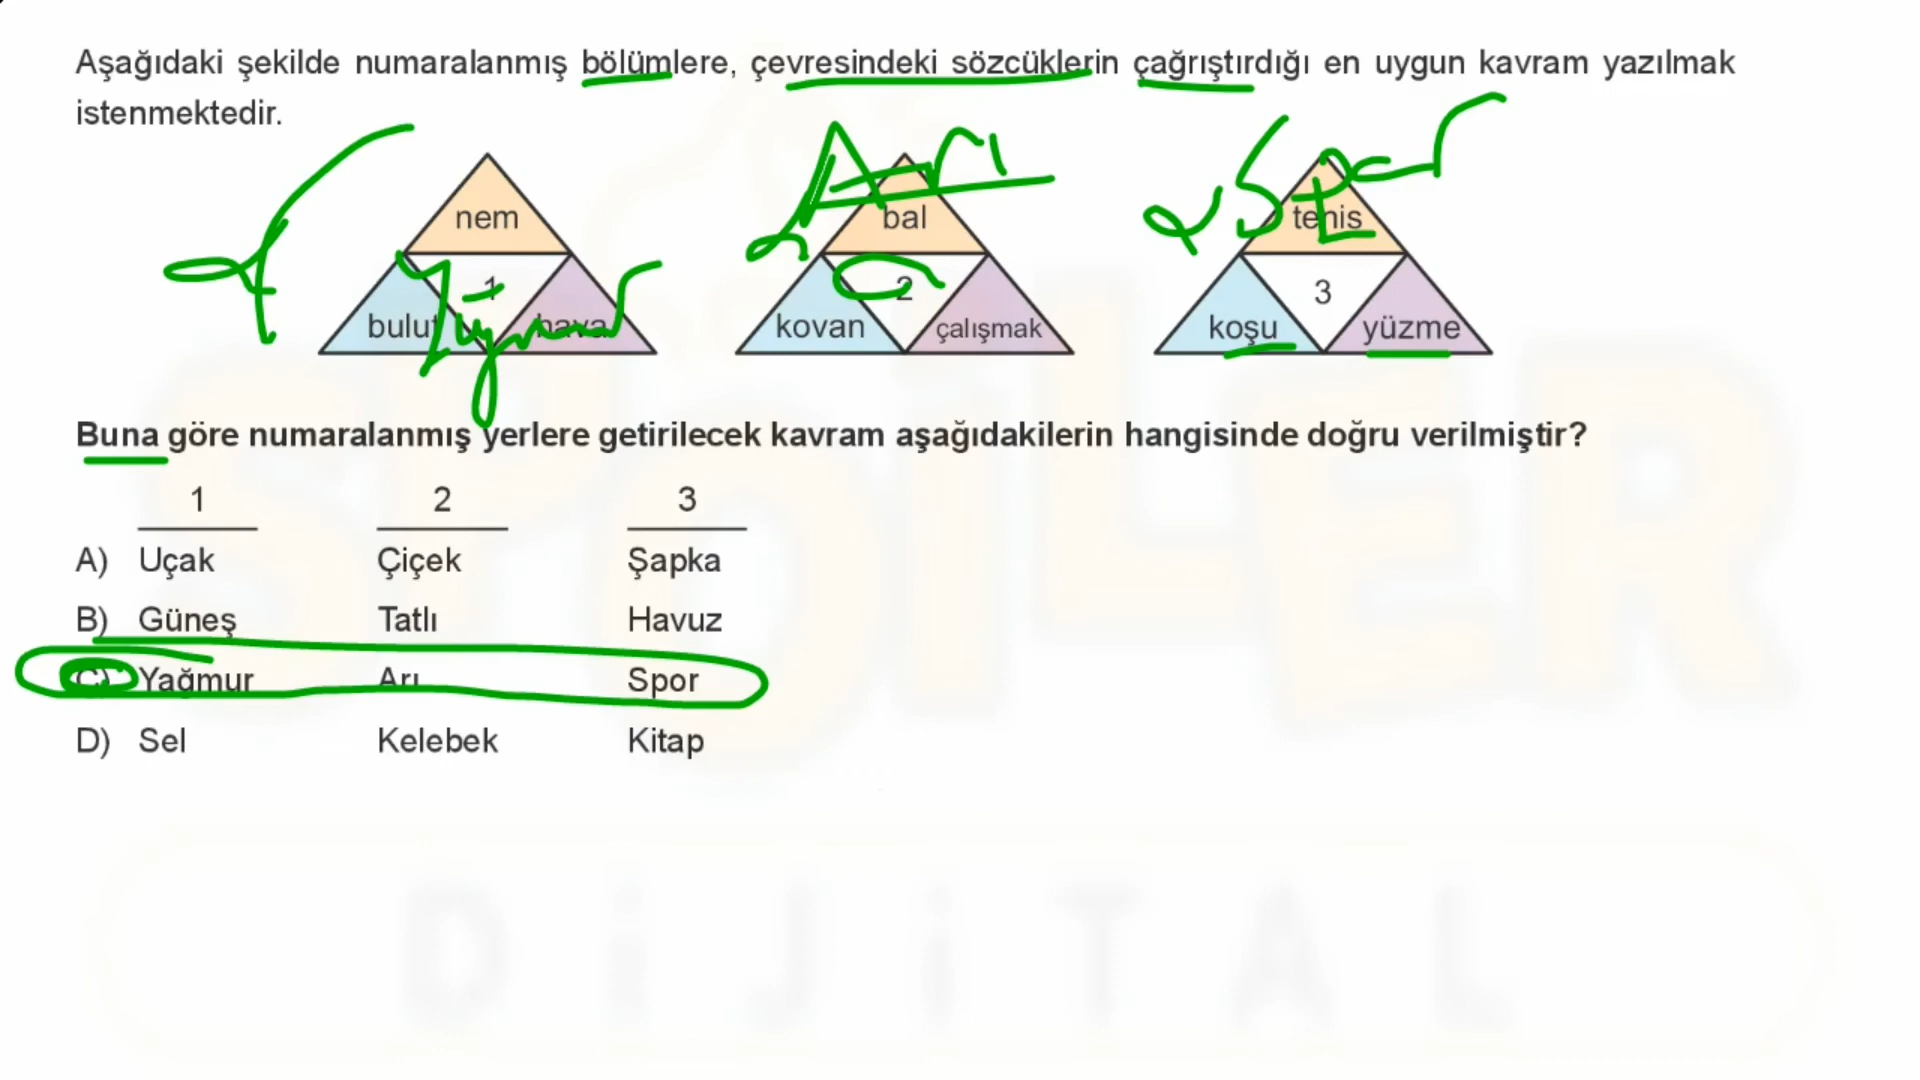 Aşağıdaki şekilde numaralanmış bölümlere, çevresindeki sözcüklerin çağrıştırdığı en uygun kavram yazılmak
istenmektedir.
Yağmur
Arı
Spor
nem
bal
tenis
1
2
3
bulut
hava
kovan
çalışmak
koşu
yüzme
Buna göre numaralanmış yerlere getirilecek kavram aşağıdakilerin hangisinde doğru verilmiştir?
1 2 3
A) Uçak Çiçek Şapka
B) Güneş Tatlı Havuz
C) Yağmur Arı Spor
D) Sel Kelebek Kitap
SPOİLER
DİJİTAL